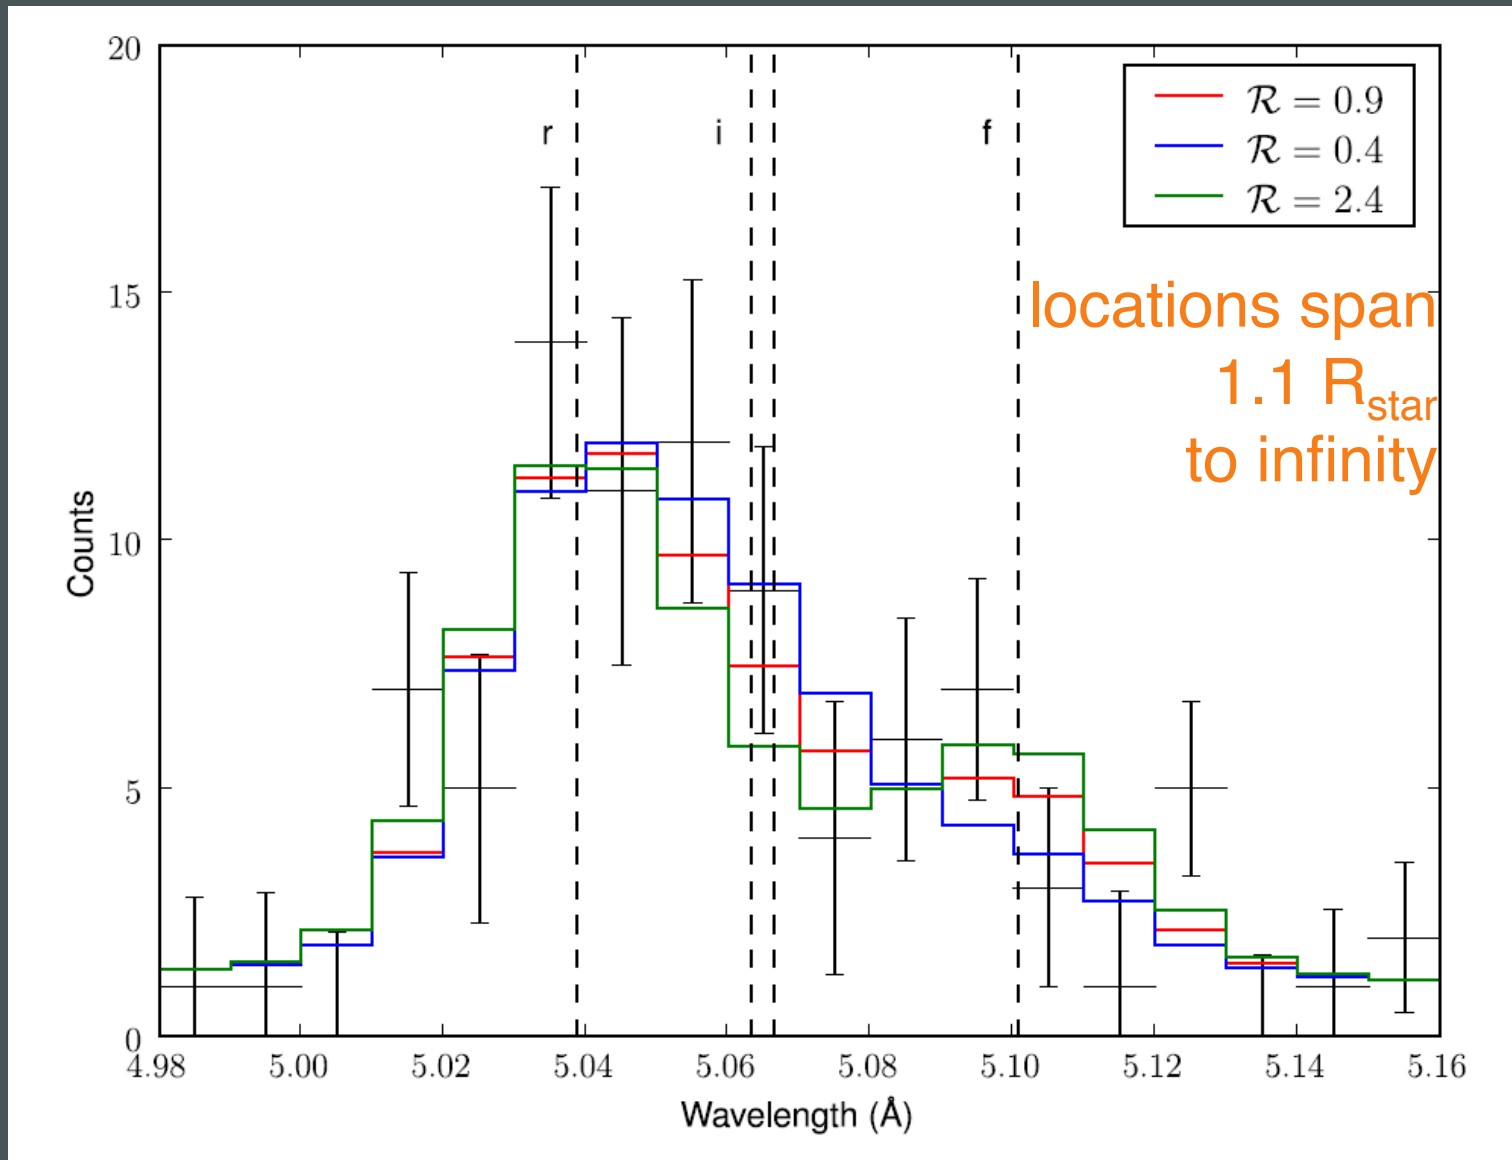 20
15
10
5
0
Counts
r
i
f
ℛ = 0.9
ℛ = 0.4
ℛ = 2.4
locations span
1.1 Rstar
to infinity
4.98 5.00 5.02 5.04 5.06 5.08 5.10 5.12 5.14 5.16
Wavelength (Å)